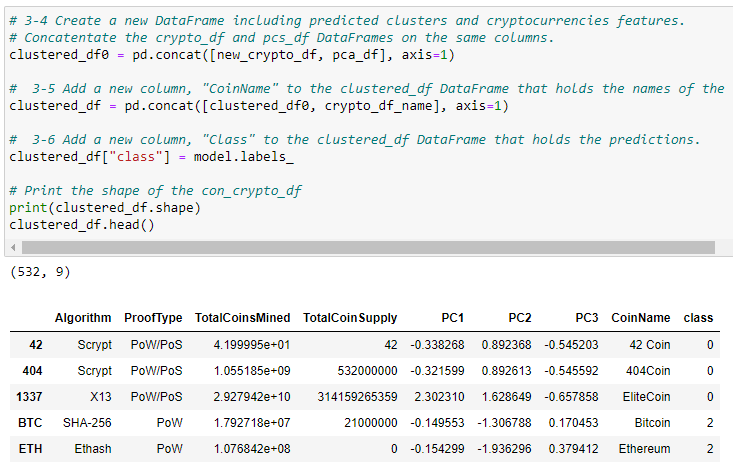 # 3-4 Create a new DataFrame including predicted clusters and cryptocurrencies features.
# Concatentate the crypto_df and pcs_df DataFrames on the same columns.
clustered_df0 = pd.concat([new_crypto_df, pca_df], axis=1)
#  3-5 Add a new column, "CoinName" to the clustered_df DataFrame that holds the names of the
clustered_df = pd.concat([clustered_df0, crypto_df_name], axis=1)
#  3-6 Add a new column, "Class" to the clustered_df DataFrame that holds the predictions.
clustered_df["class"] = model.labels_
# Print the shape of the con_crypto_df
print(clustered_df.shape)
clustered_df.head()
(532, 9)
Algorithm ProofType TotalCoinsMined TotalCoinSupply PC1 PC2 PC3 CoinName class
42 Scrypt PoW/PoS 4.199995e+01 42 -0.338268 0.892368 -0.545203 42 Coin 0
404 Scrypt PoW/PoS 1.055185e+09 532000000 -0.321599 0.892613 -0.545592 404Coin 0
1337 X13 PoW/PoS 2.927942e+10 314159265359 2.302310 1.628649 -0.657858 EliteCoin 0
BTC SHA-256 PoW 1.792718e+07 21000000 -0.149553 -1.306788 0.170453 Bitcoin 2
ETH Ethash PoW 1.076842e+08 0 -0.154299 -1.936296 0.379412 Ethereum 2